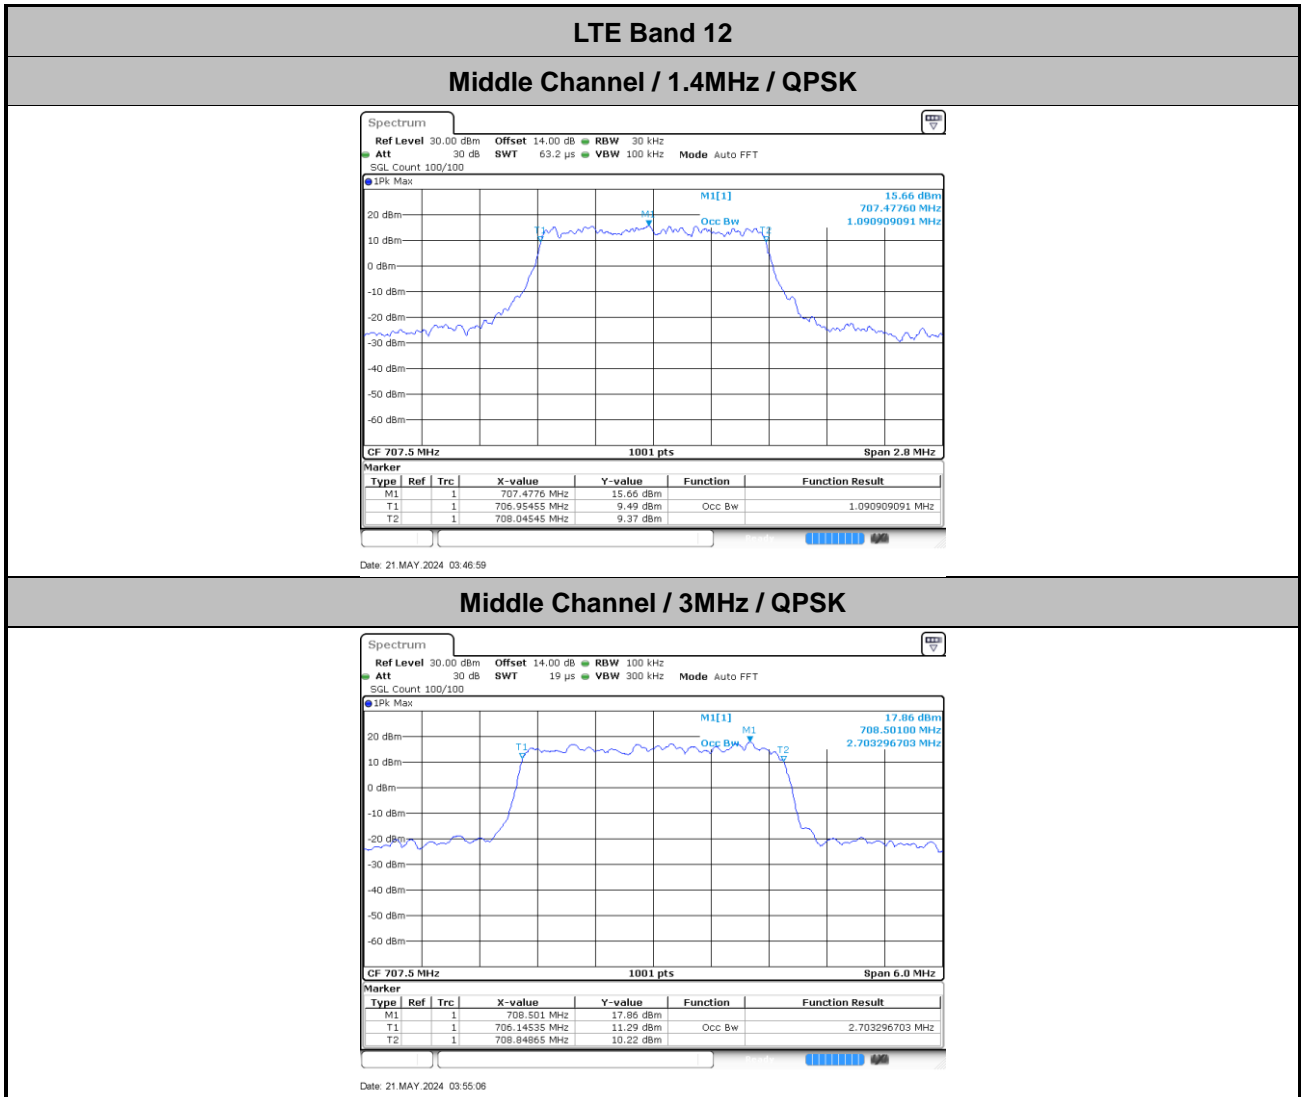 LTE Band 12
Middle Channel / 1.4MHz / QPSK
Spectrum
Ref Level 30.00 dBm Offset 14.00 dB RBW 30 kHz
Att 30 dB SWT 63.2 µs VBW 100 kHz Mode Auto FFT
SGL Count 100/100
1Pk Max
M1[1] 15.66 dBm
707.47760 MHz
Occ Bw 1.090909091 MHz
M1
T1
T2
20 dBm
10 dBm
0 dBm
-10 dBm
-20 dBm
-30 dBm
-40 dBm
-50 dBm
-60 dBm
CF 707.5 MHz 1001 pts Span 2.8 MHz
Marker
Type Ref Trc X-value Y-value Function Function Result
M1 1 707.4776 MHz 15.66 dBm
T1 1 706.95455 MHz 9.49 dBm Occ Bw 1.090909091 MHz
T2 1 708.04545 MHz 9.37 dBm
Date: 21.MAY.2024 03:46:59
Middle Channel / 3MHz / QPSK
Spectrum
Ref Level 30.00 dBm Offset 14.00 dB RBW 100 kHz
Att 30 dB SWT 19 µs VBW 300 kHz Mode Auto FFT
SGL Count 100/100
1Pk Max
M1[1] 17.86 dBm
708.50100 MHz
Occ Bw 2.703296703 MHz
M1
T1
T2
20 dBm
10 dBm
0 dBm
-10 dBm
-20 dBm
-30 dBm
-40 dBm
-50 dBm
-60 dBm
CF 707.5 MHz 1001 pts Span 6.0 MHz
Marker
Type Ref Trc X-value Y-value Function Function Result
M1 1 708.501 MHz 17.86 dBm
T1 1 706.14535 MHz 11.29 dBm Occ Bw 2.703296703 MHz
T2 1 708.84865 MHz 10.22 dBm
Date: 21.MAY.2024 03:55:06